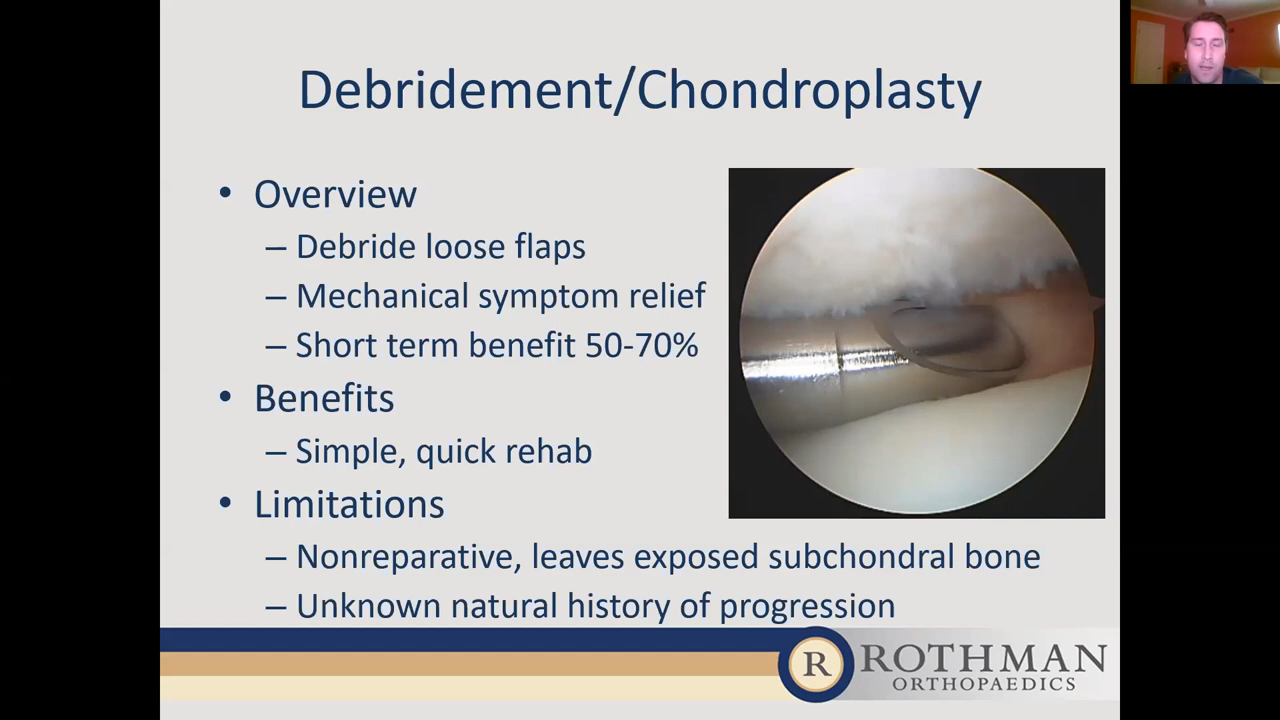 Debridement/Chondroplasty
• Overview
– Debride loose flaps
– Mechanical symptom relief
– Short term benefit 50-70%
• Benefits
– Simple, quick rehab
• Limitations
– Nonreparative, leaves exposed subchondral bone
– Unknown natural history of progression
R ROTHMAN
ORTHOPAEDICS